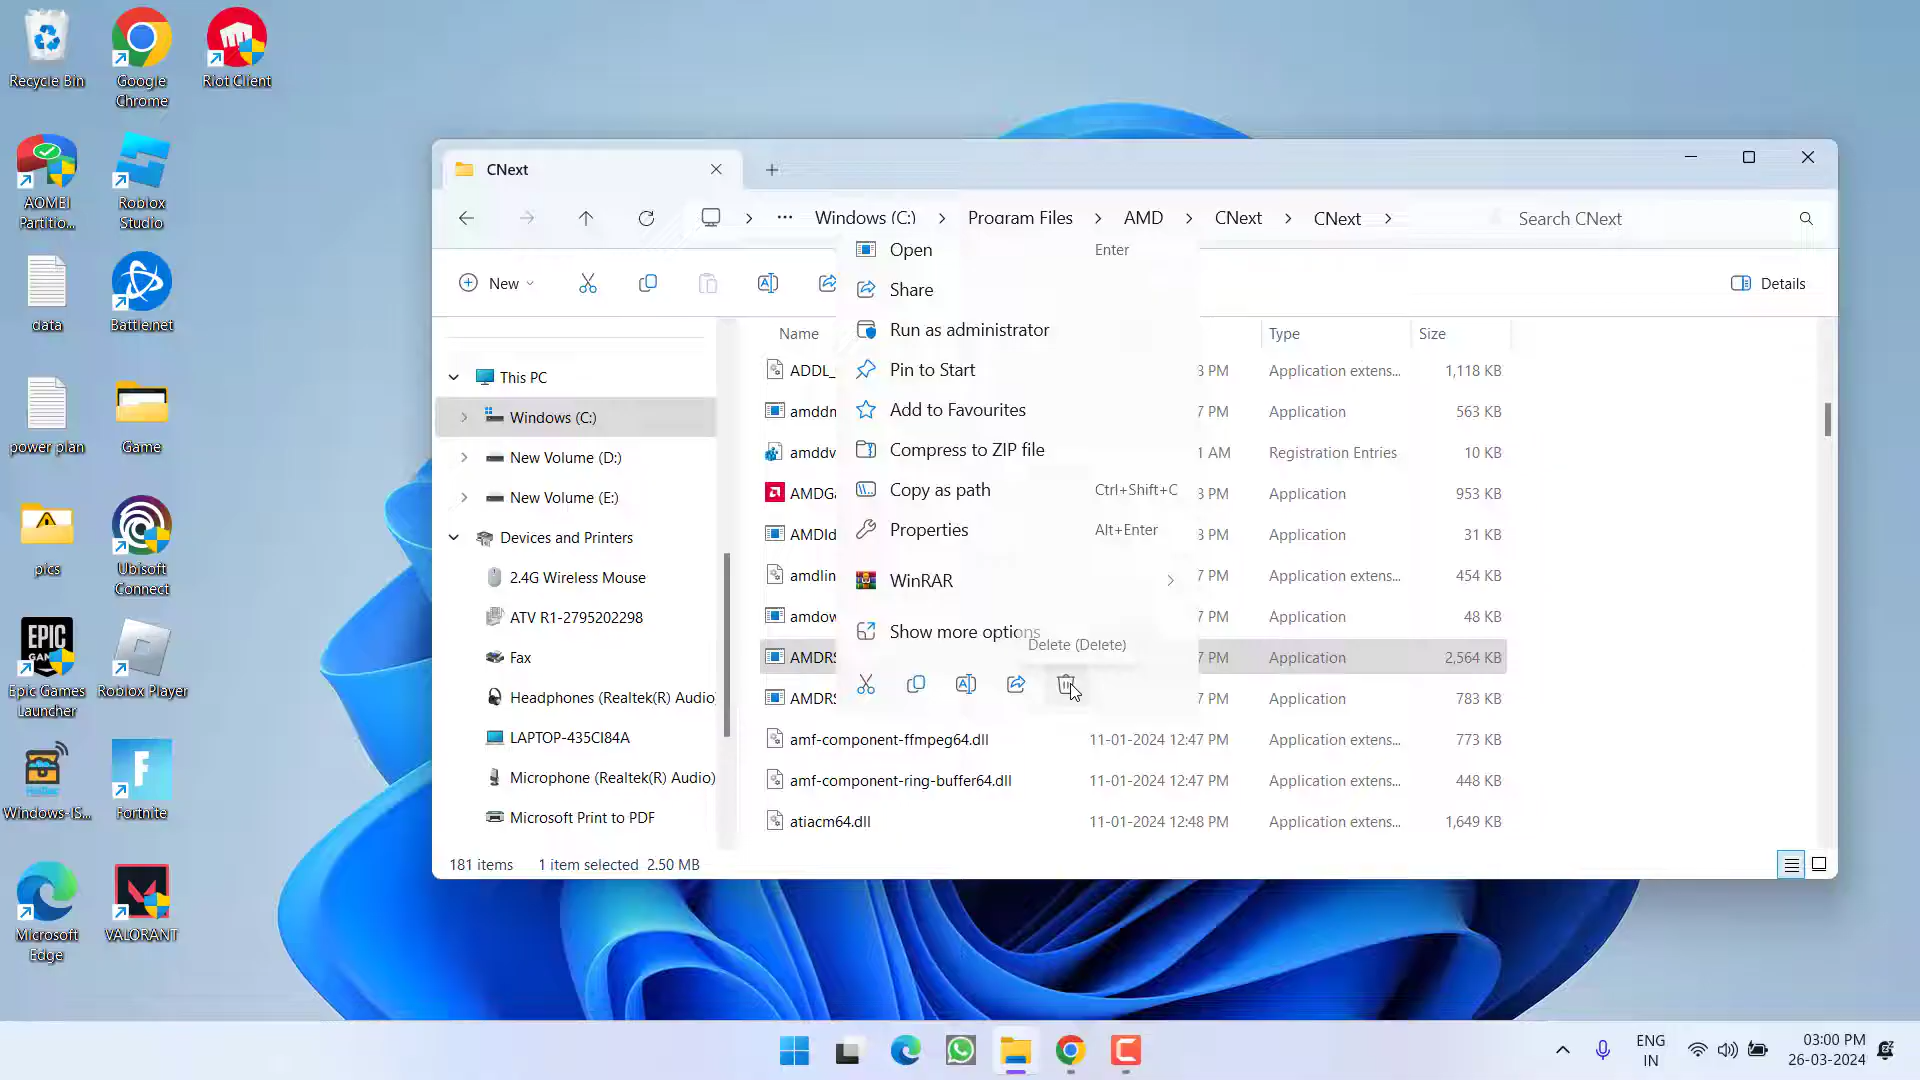 Recycle Bin
Google
Chrome
Riot Client
AOMEI
Partitio...
Roblox
Studio
data
Battle.net
power plan
Game
pics
Ubisoft
Connect
EPIC
Epic Games
Launcher
Roblox Player
Windows-IS...
Fortnite
Microsoft
Edge
VALORANT
CNext
Windows (C:)
Program Files
AMD
CNext
CNext
Search CNext
New
Details
This PC
Windows (C:)
New Volume (D:)
New Volume (E:)
Devices and Printers
2.4G Wireless Mouse
ATV R1-2795202298
Fax
Headphones (Realtek(R) Audio)
LAPTOP-435CI84A
Microphone (Realtek(R) Audio)
Microsoft Print to PDF
Name
Type
Size
ADDL_
3 PM
Application extens...
1,118 KB
amddn
7 PM
Application
563 KB
amddv
1 AM
Registration Entries
10 KB
AMDGa
3 PM
Application
953 KB
AMDId
3 PM
Application
31 KB
amdlin
7 PM
Application extens...
454 KB
amdow
7 PM
Application
48 KB
AMDRS
7 PM
Application
2,564 KB
AMDRS
7 PM
Application
783 KB
amf-component-ffmpeg64.dll
11-01-2024 12:47 PM
Application extens...
773 KB
amf-component-ring-buffer64.dll
11-01-2024 12:47 PM
Application extens...
448 KB
atiacm64.dll
11-01-2024 12:48 PM
Application extens...
1,649 KB
Open
Enter
Share
Run as administrator
Pin to Start
Add to Favourites
Compress to ZIP file
Copy as path
Ctrl+Shift+C
Properties
Alt+Enter
WinRAR
Show more options
Delete (Delete)
181 items
1 item selected 2.50 MB
ENG
IN
03:00 PM
26-03-2024